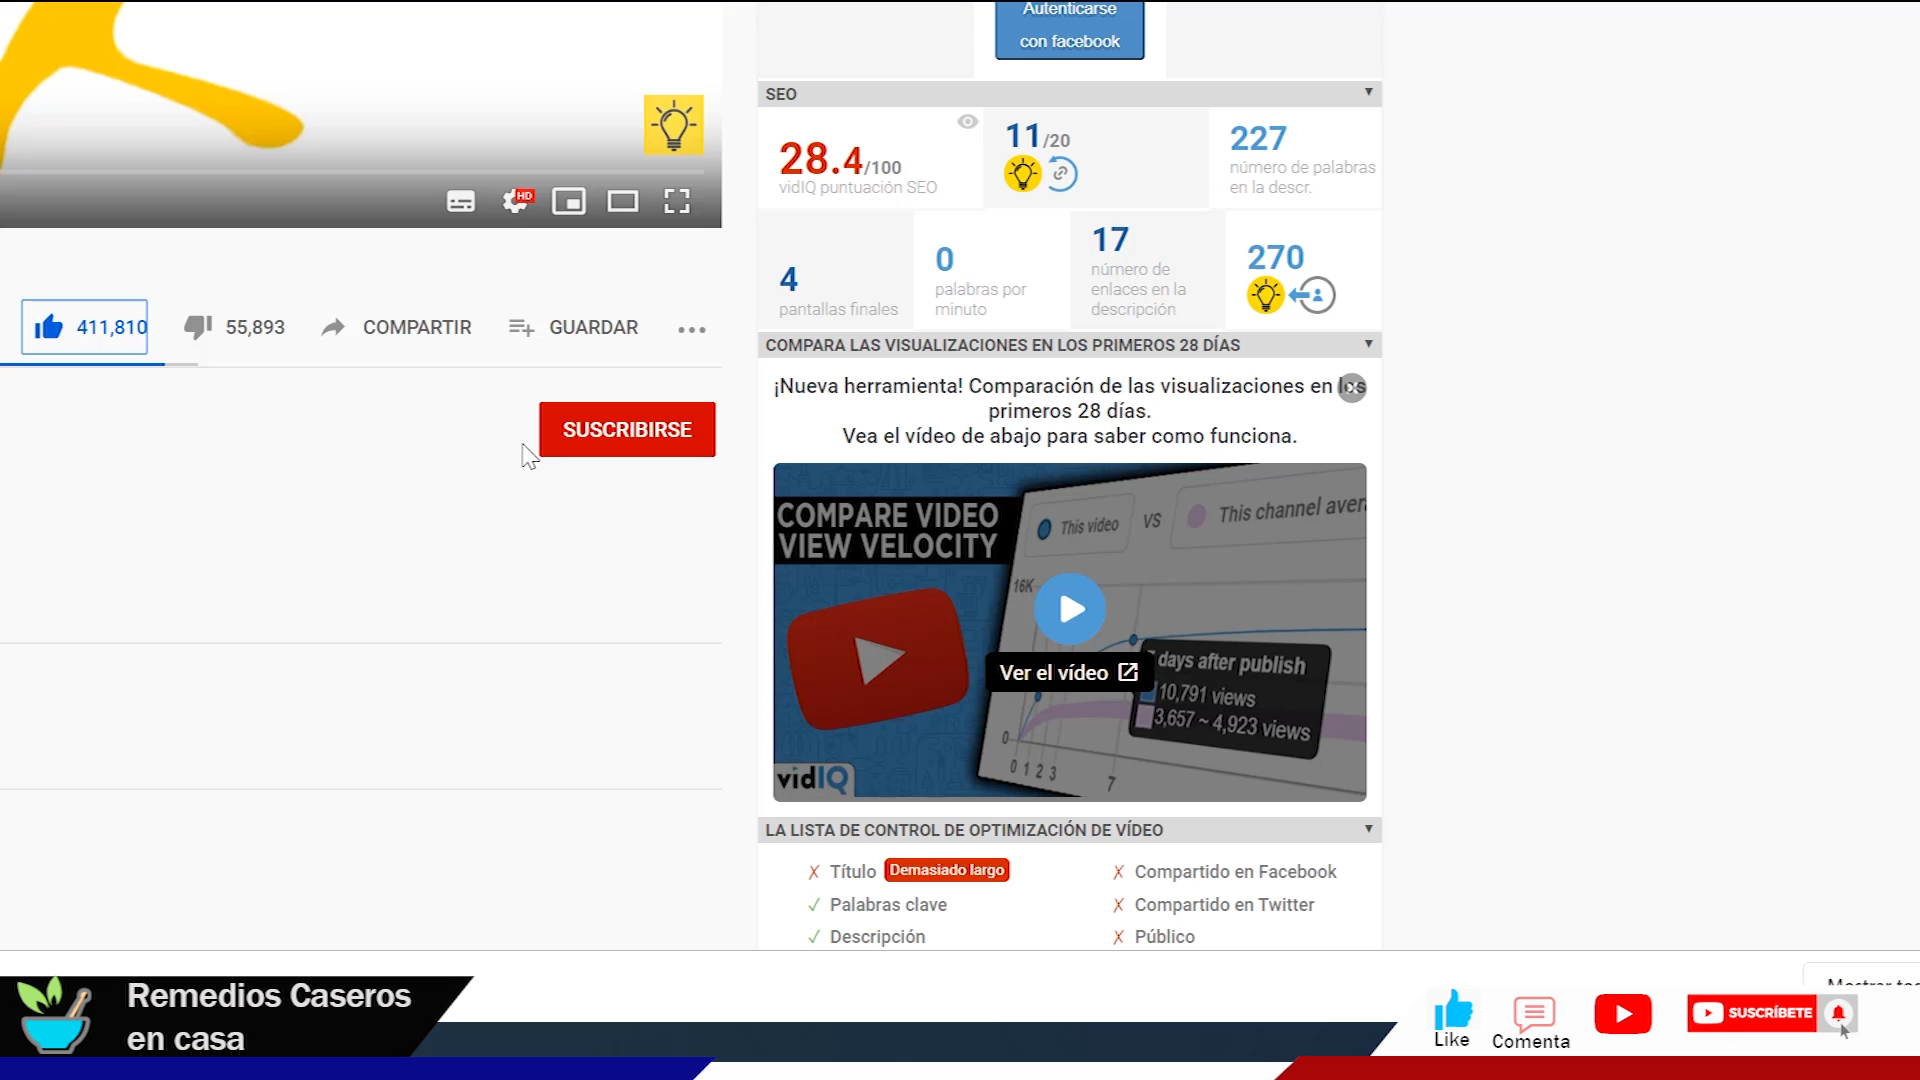 Autenticarse
con facebook
SEO
28.4/100
vidIQ puntuación SEO
11/20
227
número de palabras
en la descr.
4
pantallas finales
0
palabras por
minuto
17
número de
enlaces en la
descripción
270
HD
411,810
55,893
COMPARTIR
GUARDAR
SUSCRIBIRSE
COMPARA LAS VISUALIZACIONES EN LOS PRIMEROS 28 DÍAS
¡Nueva herramienta! Comparación de las visualizaciones en los
primeros 28 días.
Vea el vídeo de abajo para saber como funciona.
COMPARE VIDEO
VIEW VELOCITY
This video
VS
This channel
16K
Ver el vídeo
days after publish
10,791 views
3,657 ~ 4,923 views
0
0 1 2 3 7
vidIQ
LA LISTA DE CONTROL DE OPTIMIZACIÓN DE VÍDEO
Título Demasiado largo
Palabras clave
Descripción
Compartido en Facebook
Compartido en Twitter
Público
Remedios Caseros
en casa
Like
Comenta
SUSCRÍBETE